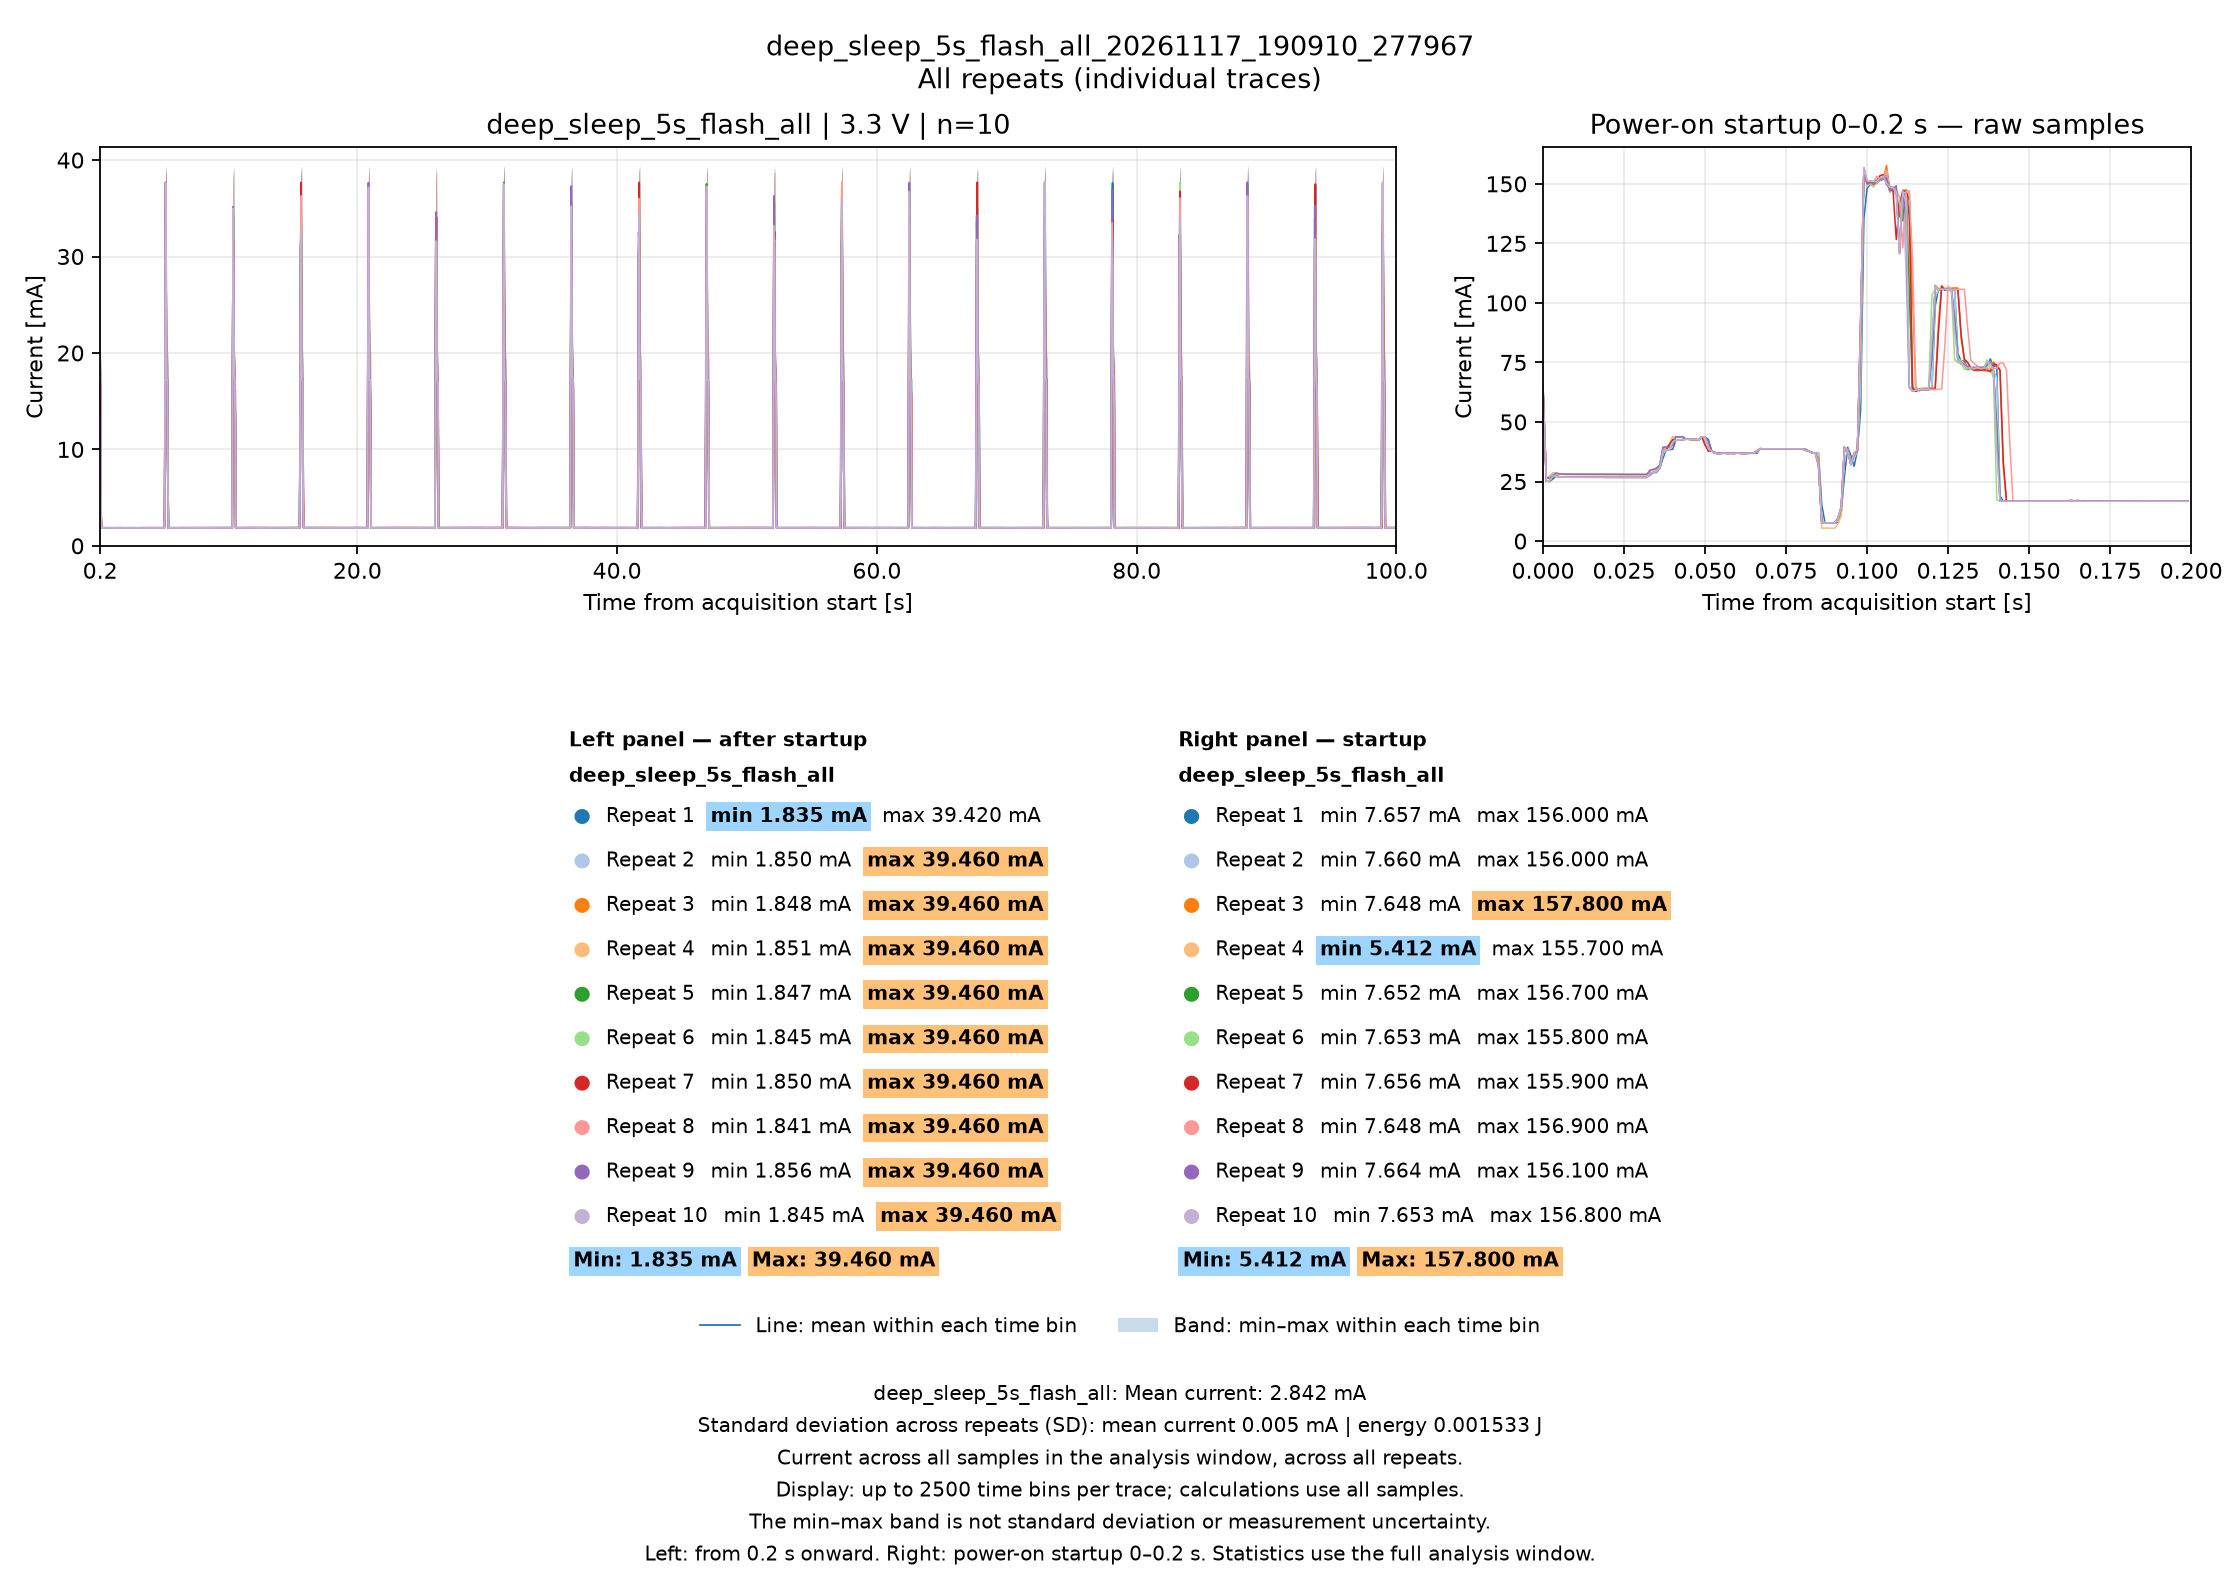 deep_sleep_5s_flash_all_20261117_190910_277967
All repeats (individual traces)
deep_sleep_5s_flash_all | 3.3 V | n=10
Current [mA]
40
30
20
10
0
0.2 20.0 40.0 60.0 80.0 100.0
Time from acquisition start [s]
Power-on startup 0–0.2 s — raw samples
Current [mA]
150
125
100
75
50
25
0
0.000 0.025 0.050 0.075 0.100 0.125 0.150 0.175 0.200
Time from acquisition start [s]
Left panel — after startup
deep_sleep_5s_flash_all
Repeat 1 min 1.835 mA max 39.420 mA
Repeat 2 min 1.850 mA max 39.460 mA
Repeat 3 min 1.848 mA max 39.460 mA
Repeat 4 min 1.851 mA max 39.460 mA
Repeat 5 min 1.847 mA max 39.460 mA
Repeat 6 min 1.845 mA max 39.460 mA
Repeat 7 min 1.850 mA max 39.460 mA
Repeat 8 min 1.841 mA max 39.460 mA
Repeat 9 min 1.856 mA max 39.460 mA
Repeat 10 min 1.845 mA max 39.460 mA
Min: 1.835 mA Max: 39.460 mA
Right panel — startup
deep_sleep_5s_flash_all
Repeat 1 min 7.657 mA max 156.000 mA
Repeat 2 min 7.660 mA max 156.000 mA
Repeat 3 min 7.648 mA max 157.800 mA
Repeat 4 min 5.412 mA max 155.700 mA
Repeat 5 min 7.652 mA max 156.700 mA
Repeat 6 min 7.653 mA max 155.800 mA
Repeat 7 min 7.656 mA max 155.900 mA
Repeat 8 min 7.648 mA max 156.900 mA
Repeat 9 min 7.664 mA max 156.100 mA
Repeat 10 min 7.653 mA max 156.800 mA
Min: 5.412 mA Max: 157.800 mA
Line: mean within each time bin
Band: min–max within each time bin
deep_sleep_5s_flash_all: Mean current: 2.842 mA
Standard deviation across repeats (SD): mean current 0.005 mA | energy 0.001533 J
Current across all samples in the analysis window, across all repeats.
Display: up to 2500 time bins per trace; calculations use all samples.
The min–max band is not standard deviation or measurement uncertainty.
Left: from 0.2 s onward. Right: power-on startup 0–0.2 s. Statistics use the full analysis window.